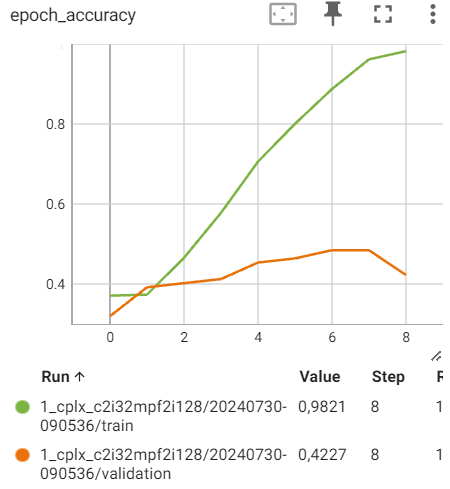 epoch_accuracy
0.8
0.6
0.4
0 2 4 6 8
Run ↑ Value Step
1_cplx_c2i32mpf2i128/20240730- 0,9821 8 1
090536/train
1_cplx_c2i32mpf2i128/20240730- 0,4227 8 1
090536/validation